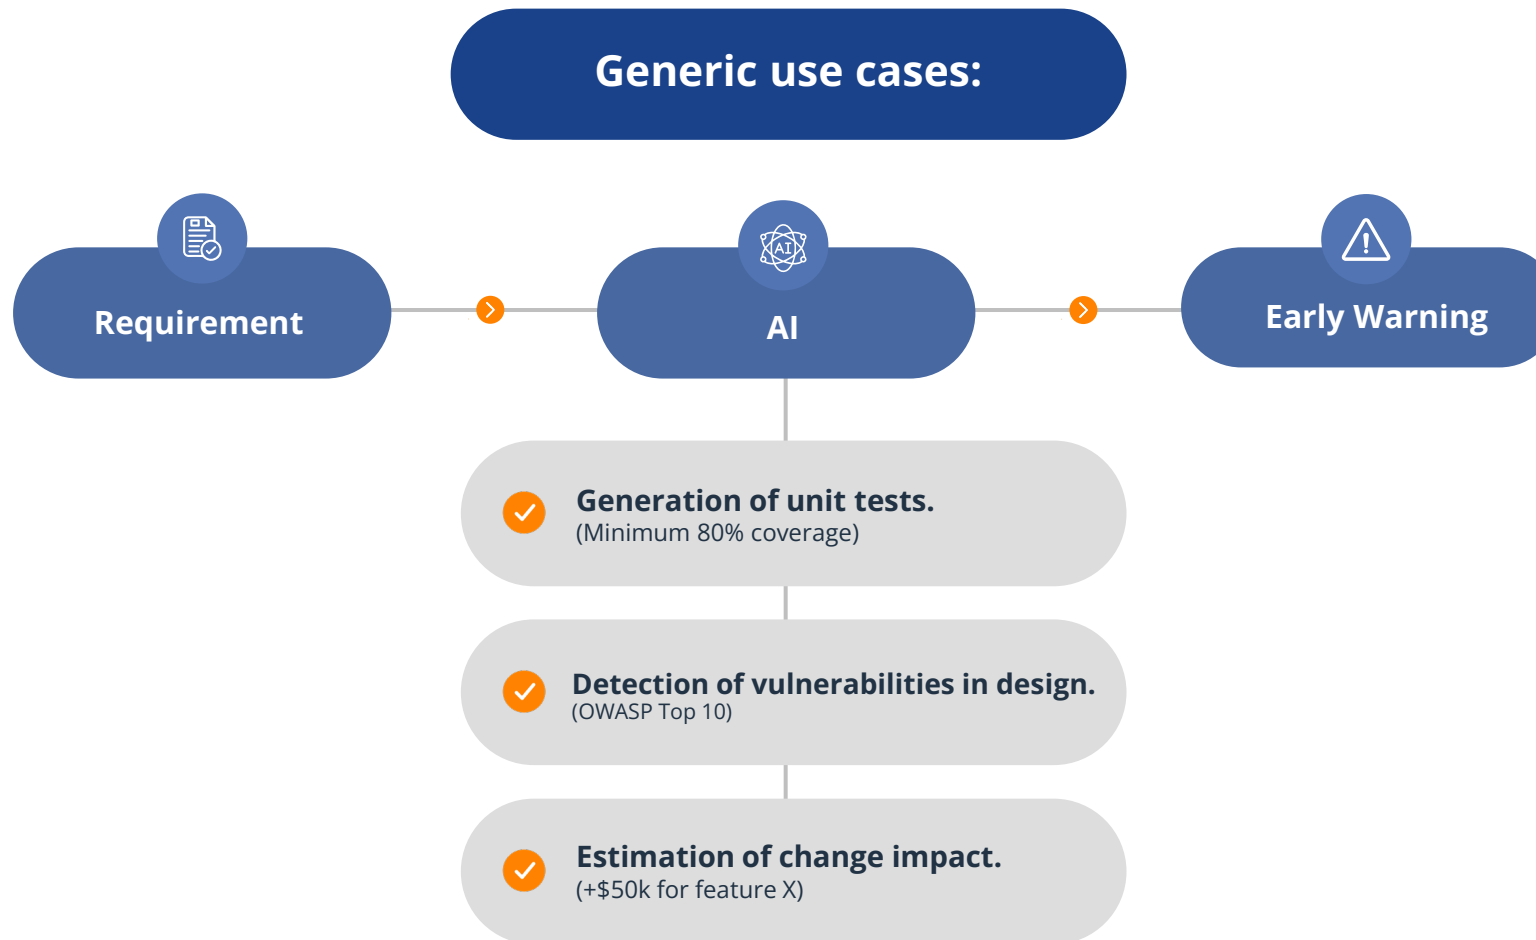 Generic use cases:
Requirement
AI
AI
Early Warning
Generation of unit tests.
(Minimum 80% coverage)
Detection of vulnerabilities in design.
(OWASP Top 10)
Estimation of change impact.
(+$50k for feature X)